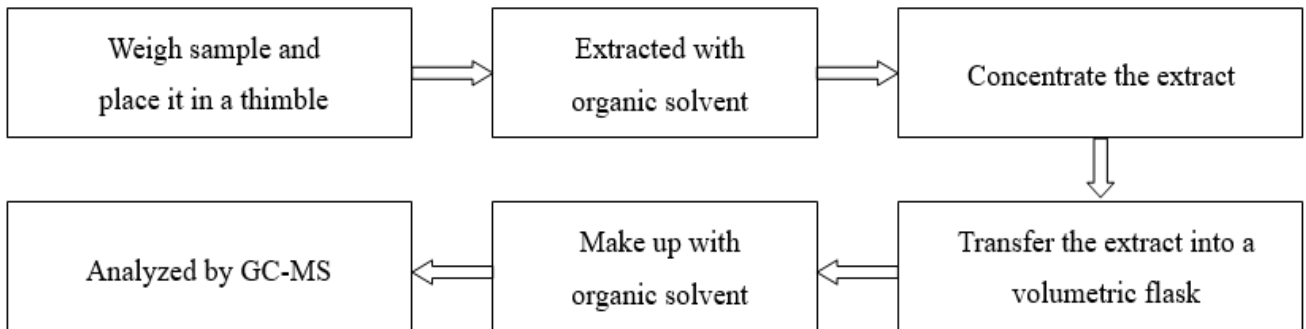 Weigh sample and
place it in a thimble
Extracted with
organic solvent
Concentrate the extract
Transfer the extract into a
volumetric flask
Make up with
organic solvent
Analyzed by GC-MS